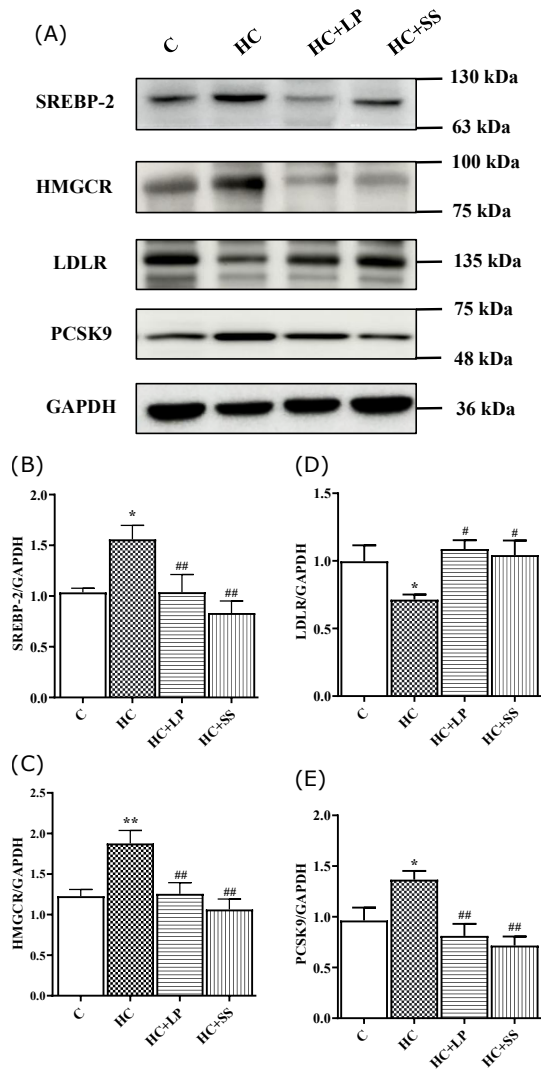 (A)
C HC HC+LP HC+SS
SREBP-2
130 kDa
63 kDa
HMGCR
100 kDa
75 kDa
LDLR
135 kDa
PCSK9
75 kDa
48 kDa
GAPDH
36 kDa
(B)
SREBP-2/GAPDH
2.0
1.5
1.0
0.5
0.0
* ## ##
C HC HC+LP HC+SS
(D)
LDLR/GAPDH
1.5
1.0
0.5
0.0
* # #
C HC HC+LP HC+SS
(C)
HMGCR/GAPDH
2.5
2.0
1.5
1.0
0.5
0.0
** ## ##
C HC HC+LP HC+SS
(E)
PCSK9/GAPDH
2.0
1.5
1.0
0.5
0.0
* ## ##
C HC HC+LP HC+SS